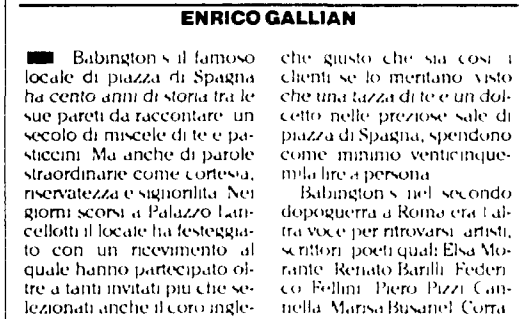 ENRICO GALLIAN
Babington s il famoso
locale di piazza di Spagna
ha cento anni di storia tra le
sue pareti da raccontare un
secolo di miscele di te e pa-
sticcini Ma anche di parole
straordinarie come cortesia,
riservatezza e signorilita Nei
giorni scorsi a Palazzo Lan-
cellotti il locale ha festeggia-
to con un ricevimento al
quale hanno partecipato ol-
tre a tanti invitati piu che se-
lezionati anche il coro ingle-
che giusto che sia cosi i
clienti se lo meritano visto
che una tazza di te e un dol-
cetto nelle preziose sale di
piazza di Spagna, spendono
come minimo venticinque-
mila lire a persona
Babington s nel secondo
dopoguerra a Roma era l al-
tra voce per ritrovarsi artisti,
scrittori poeti quali Elsa Mo-
rante Renato Barilli Federi-
co Fellini Piero Pizzi Can-
nella Marisa Busanel Corra